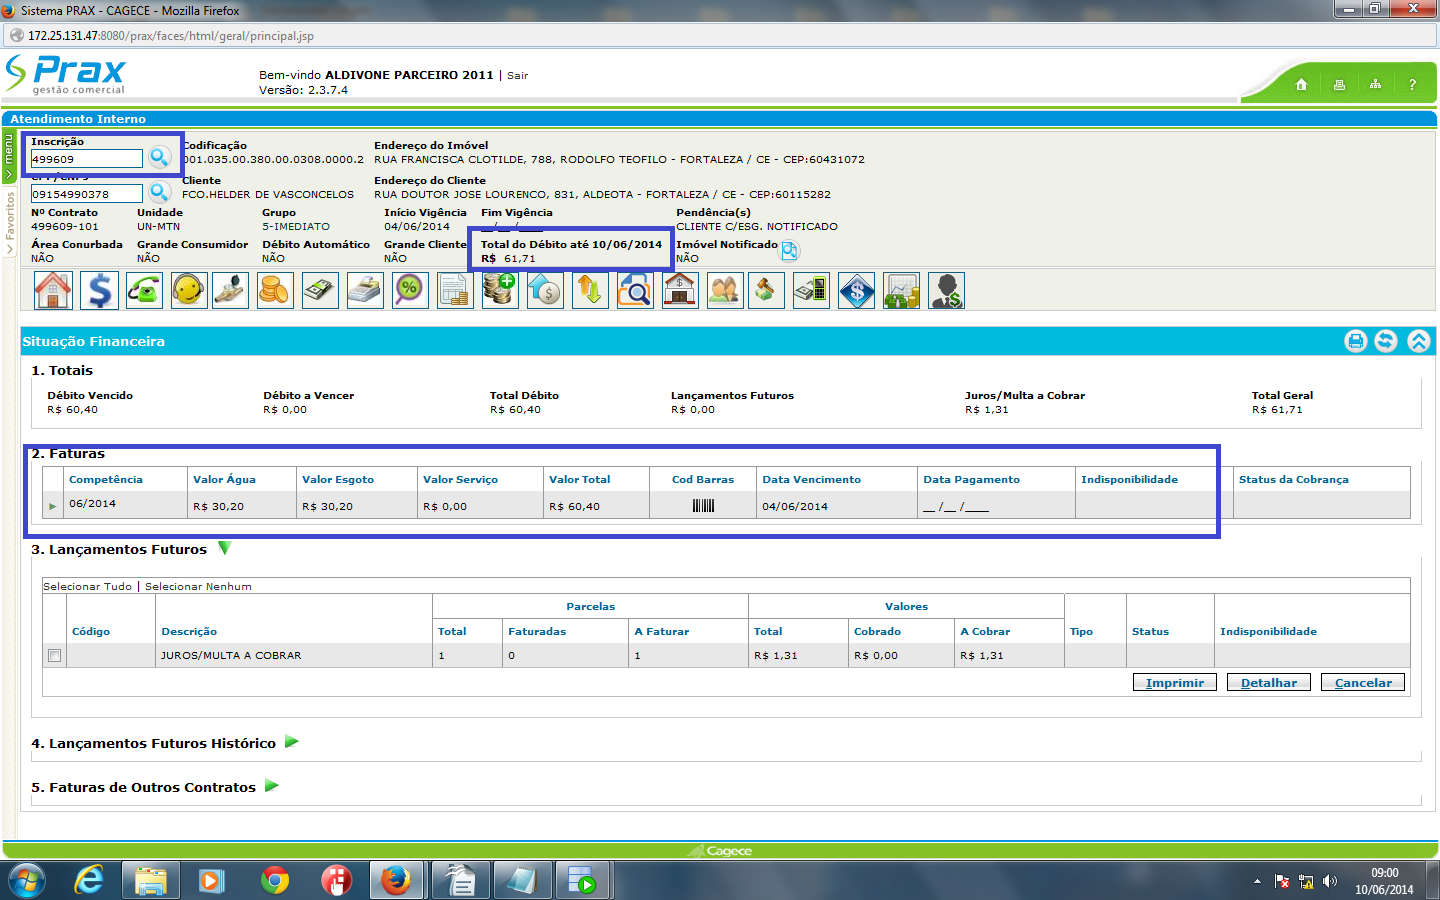 Sistema PRAX - CAGECE - Mozilla Firefox
172.25.131.47:8080/prax/faces/html/geral/principal.jsp
Prax
gestão comercial
Bem-vindo ALDIVONE PARCEIRO 2011 | Sair
Versão: 2.3.7.4
?
Atendimento Interno
menu
Favoritos
Inscrição Codificação Endereço do Imóvel
499609 001.035.00.380.00.0308.0000.2 RUA FRANCISCA CLOTILDE, 788, RODOLFO TEOFILO - FORTALEZA / CE - CEP:60431072
Cliente Endereço do Cliente
09154990378 FCO.HELDER DE VASCONCELOS RUA DOUTOR JOSE LOURENCO, 831, ALDEOTA - FORTALEZA / CE - CEP:60115282
Nº Contrato Unidade Grupo Início Vigência Fim Vigência Pendência(s)
499609-101 UN-MTN 5-IMEDIATO 04/06/2014 __/__/____ CLIENTE C/ESG. NOTIFICADO
Área Conurbada Grande Consumidor Débito Automático Grande Cliente Total do Débito até 10/06/2014 Imóvel Notificado
NÃO NÃO NÃO NÃO R$ 61,71 NÃO
Situação Financeira
1. Totais
Débito Vencido Débito a Vencer Total Débito Lançamentos Futuros Juros/Multa a Cobrar Total Geral
R$ 60,40 R$ 0,00 R$ 60,40 R$ 0,00 R$ 1,31 R$ 61,71
2. Faturas
Competência Valor Água Valor Esgoto Valor Serviço Valor Total Cod Barras Data Vencimento Data Pagamento Indisponibilidade Status da Cobrança
06/2014 R$ 30,20 R$ 30,20 R$ 0,00 R$ 60,40 04/06/2014 __ /__ /____
3. Lançamentos Futuros
Selecionar Tudo | Selecionar Nenhum
Parcelas Valores
Código Descrição Total Faturadas A Faturar Total Cobrado A Cobrar Tipo Status Indisponibilidade
JUROS/MULTA A COBRAR 1 0 1 R$ 1,31 R$ 0,00 R$ 1,31
Imprimir Detalhar Cancelar
4. Lançamentos Futuros Histórico
5. Faturas de Outros Contratos
Cagece
09:00
10/06/2014